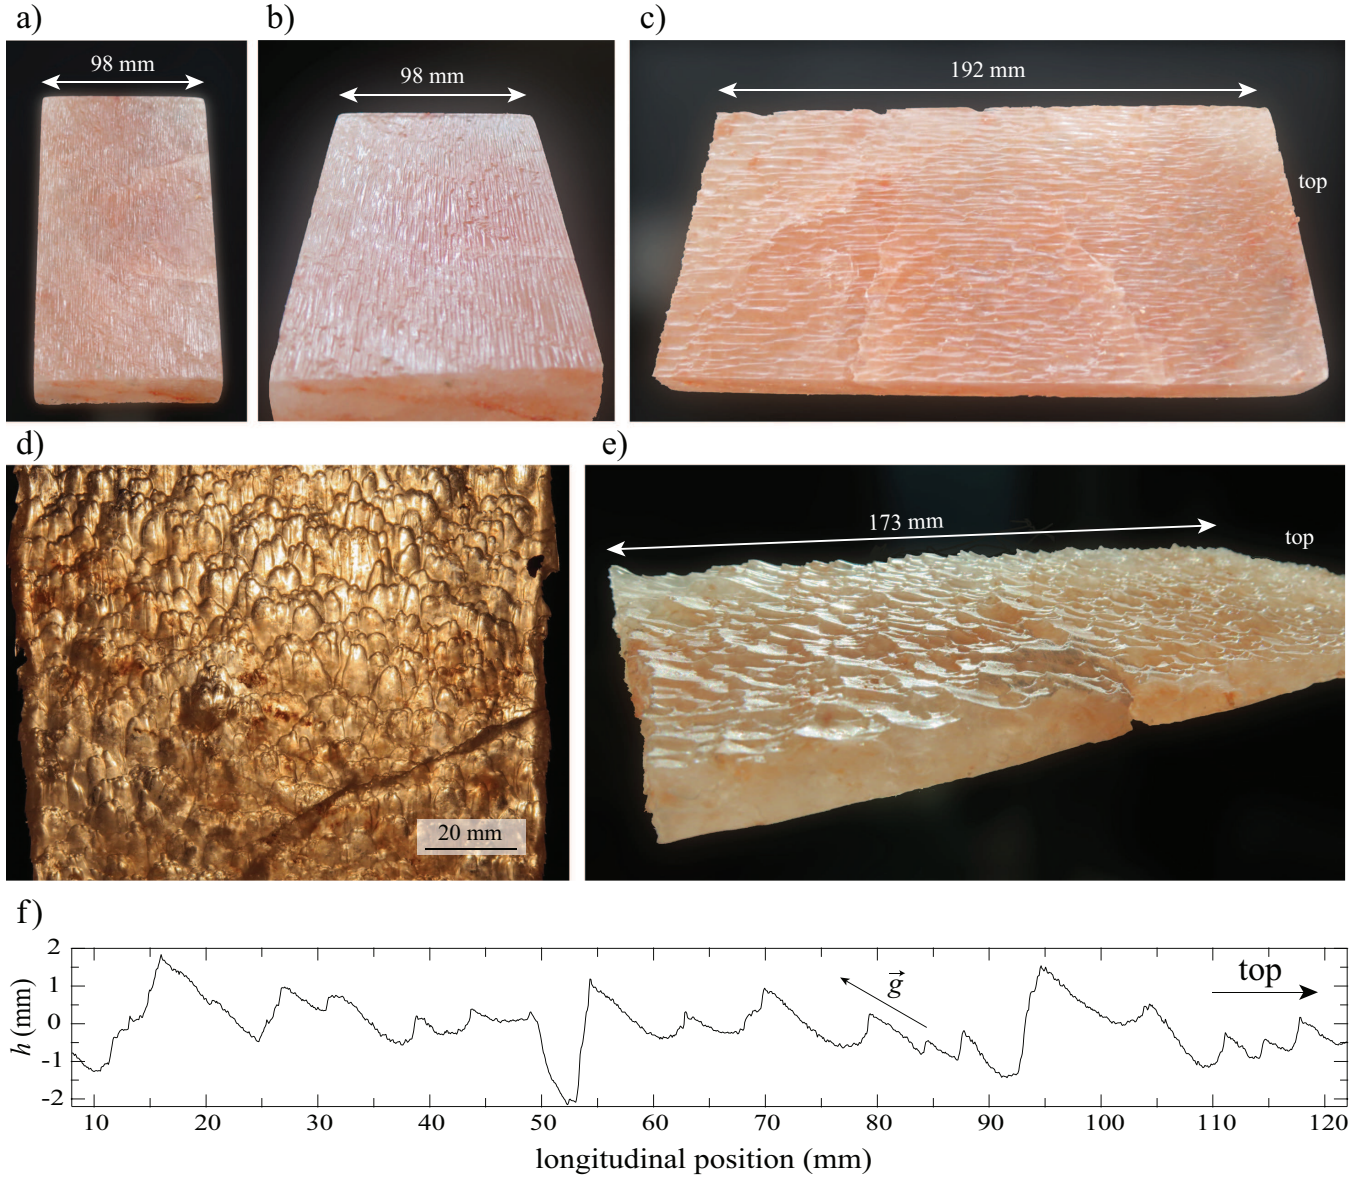 a)
b)
c)
98 mm
98 mm
192 mm
top
d)
e)
173 mm
top
20 mm
f)
2
1
0
-1
-2
h (mm)
g
top
10 20 30 40 50 60 70 80 90 100 110 120
longitudinal position (mm)